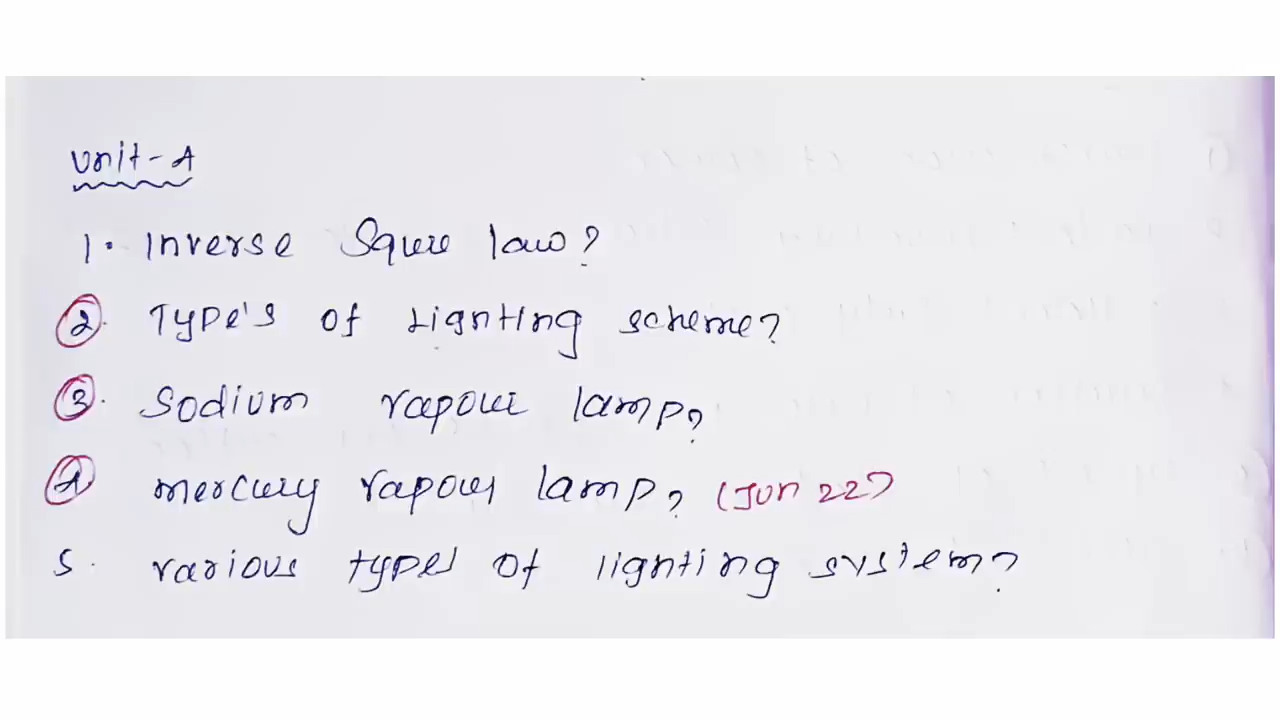 Unit-4
1. Inverse Squre law?
2. Type's of Lighting scheme?
3. Sodium vapour lamp?
4. mercury vapour lamp? (Jun 22)
5. various types of lighting system?